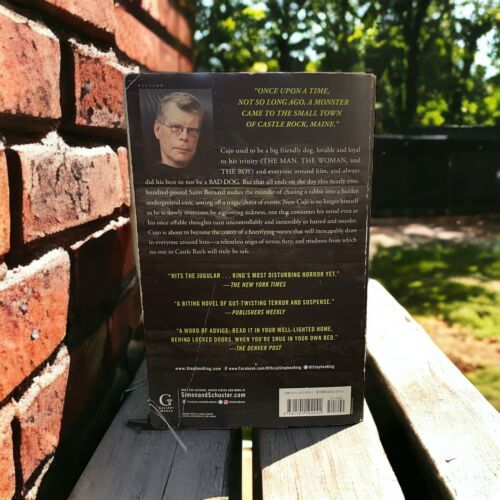 FICTION
"ONCE UPON A TIME,
NOT SO LONG AGO, A MONSTER
CAME TO THE SMALL TOWN
OF CASTLE ROCK, MAINE."
Cujo used to be a big friendly dog, lovable and loyal
to his trinity (THE MAN, THE WOMAN, and
THE BOY) and everyone around him, and always
did his best to not be a BAD DOG. But that all ends on the day this nearly two-
hundred-pound Saint Bernard makes the mistake of chasing a rabbit into a hidden
underground cave, setting off a tragic chain of events. Now Cujo is no longer himself
as he is slowly overcome by a growing sickness, one that consumes his mind even as
his once affable thoughts turn uncontrollably and inexorably to hatred and murder.
Cujo is about to become the center of a horrifying vortex that will inescapably draw
in everyone around him—a relentless reign of terror, fury, and madness from which
no one in Castle Rock will truly be safe. . . .
"HITS THE JUGULAR . . . KING'S MOST DISTURBING HORROR YET."
—THE NEW YORK TIMES
"A BITING NOVEL OF GUT-TWISTING TERROR AND SUSPENSE."
—PUBLISHERS WEEKLY
"A WORD OF ADVICE: READ IT IN YOUR WELL-LIGHTED HOME,
BEHIND LOCKED DOORS, WHEN YOU'RE SNUG IN YOUR OWN BED."
—THE DENVER POST
www.StephenKing.com www.Facebook.com/OfficialStephenKing @StephenKing
G
GALLERY
BOOKS
SimonandSchuster.com